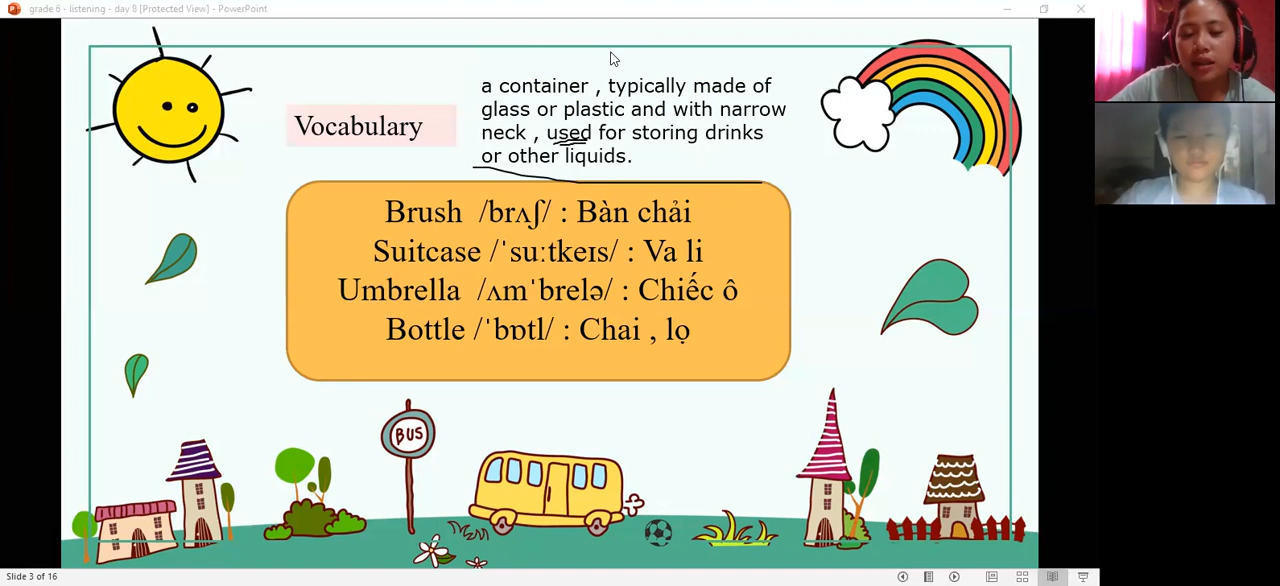 grade 6 - listening - day 8 [Protected View] - PowerPoint
a container , typically made of
glass or plastic and with narrow
neck , used for storing drinks
or other liquids.
Vocabulary
Brush /brʌʃ/ : Bàn chải
Suitcase /ˈsuːtkeɪs/ : Va li
Umbrella /ʌmˈbrelə/ : Chiếc ô
Bottle /ˈbɒtl/ : Chai , lọ
BUS
Slide 3 of 16